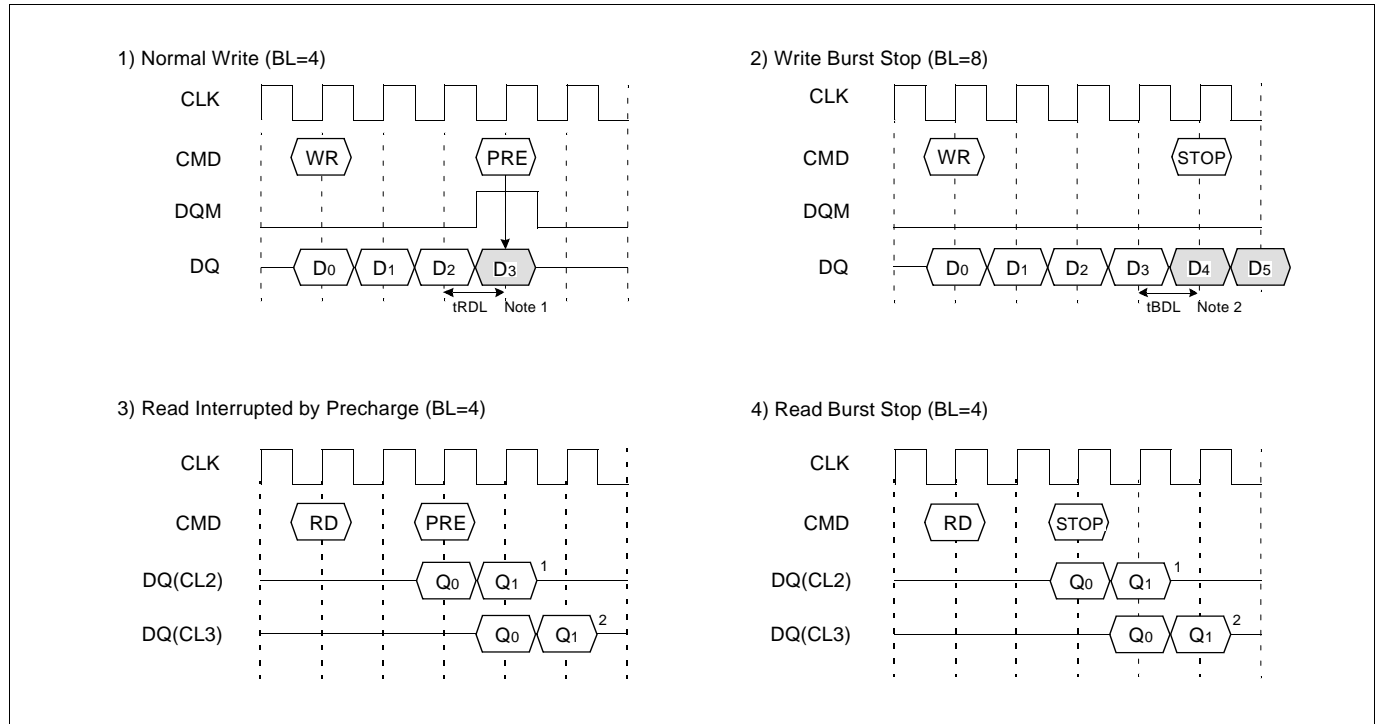 1) Normal Write (BL=4)
CLK
CMD WR PRE
DQM
DQ D0 D1 D2 D3
tRDL Note 1
2) Write Burst Stop (BL=8)
CLK
CMD WR STOP
DQM
DQ D0 D1 D2 D3 D4 D5
tBDL Note 2
3) Read Interrupted by Precharge (BL=4)
CLK
CMD RD PRE
DQ(CL2) Q0 Q1 1
DQ(CL3) Q0 Q1 2
4) Read Burst Stop (BL=4)
CLK
CMD RD STOP
DQ(CL2) Q0 Q1 1
DQ(CL3) Q0 Q1 2